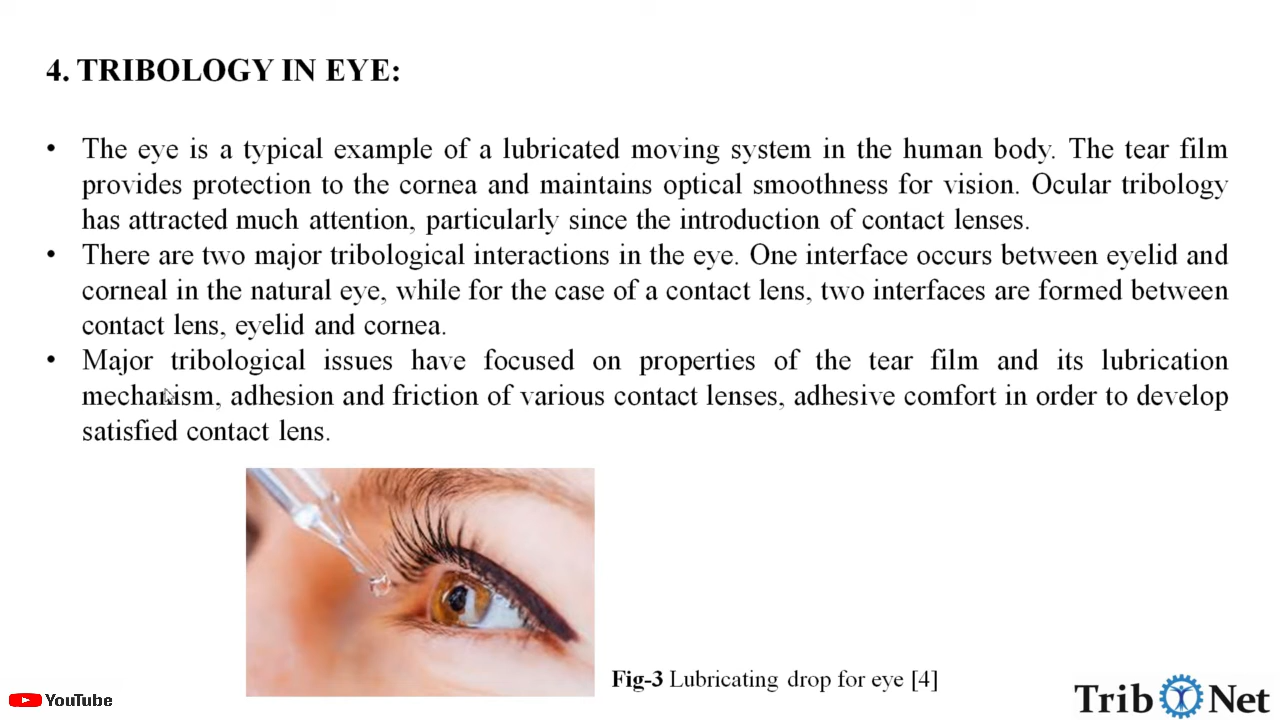 4. TRIBOLOGY IN EYE:
• The eye is a typical example of a lubricated moving system in the human body. The tear film
provides protection to the cornea and maintains optical smoothness for vision. Ocular tribology
has attracted much attention, particularly since the introduction of contact lenses.
• There are two major tribological interactions in the eye. One interface occurs between eyelid and
corneal in the natural eye, while for the case of a contact lens, two interfaces are formed between
contact lens, eyelid and cornea.
• Major tribological issues have focused on properties of the tear film and its lubrication
mechanism, adhesion and friction of various contact lenses, adhesive comfort in order to develop
satisfied contact lens.
Fig-3 Lubricating drop for eye [4]
YouTube
Trib Net